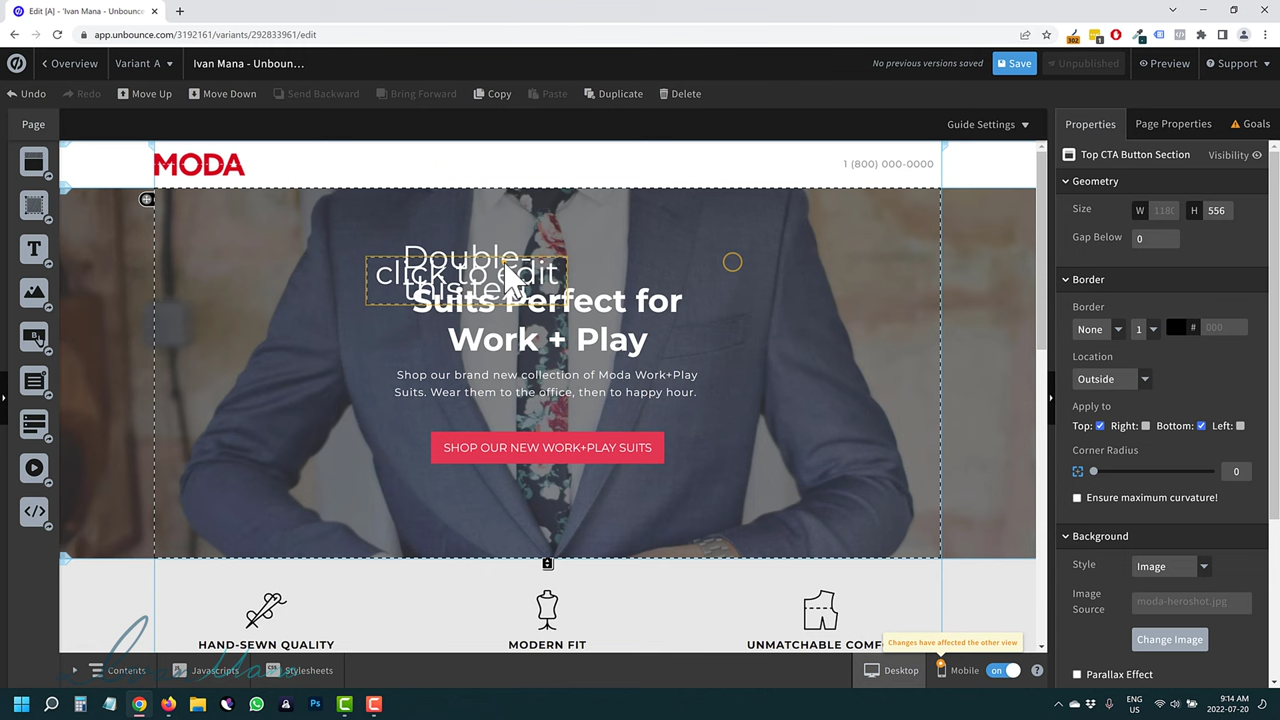 Edit [A] - 'Ivan Mana - Unbounce
app.unbounce.com/3192161/variants/292833961/edit
302
1
Overview
Variant A
Ivan Mana - Unboun...
No previous versions saved
Save
Unpublished
Preview
Support
Undo
Redo
Move Up
Move Down
Send Backward
Bring Forward
Copy
Paste
Duplicate
Delete
Page
Guide Settings
Properties
Page Properties
Goals
MODA
1 (800) 000-0000
Top CTA Button Section
Visibility
Geometry
Size
W
1180
H
556
Gap Below
0
Double-
click to edit
this text
Suits Perfect for
Work + Play
Shop our brand new collection of Moda Work+Play
Suits. Wear them to the office, then to happy hour.
SHOP OUR NEW WORK+PLAY SUITS
T
B
Border
Border
None
1
#
000
Location
Outside
Apply to
Top:
Right:
Bottom:
Left:
Corner Radius
0
Ensure maximum curvature!
Background
Style
Image
Image
Source
moda-heroshot.jpg
Change Image
Parallax Effect
HAND-SEWN QUALITY
MODERN FIT
UNMATCHABLE COMF
Changes have affected the other view
Contents
Javascripts
Stylesheets
Desktop
Mobile
on
?
Ivan Mana
ENG
US
9:14 AM
2022-07-20